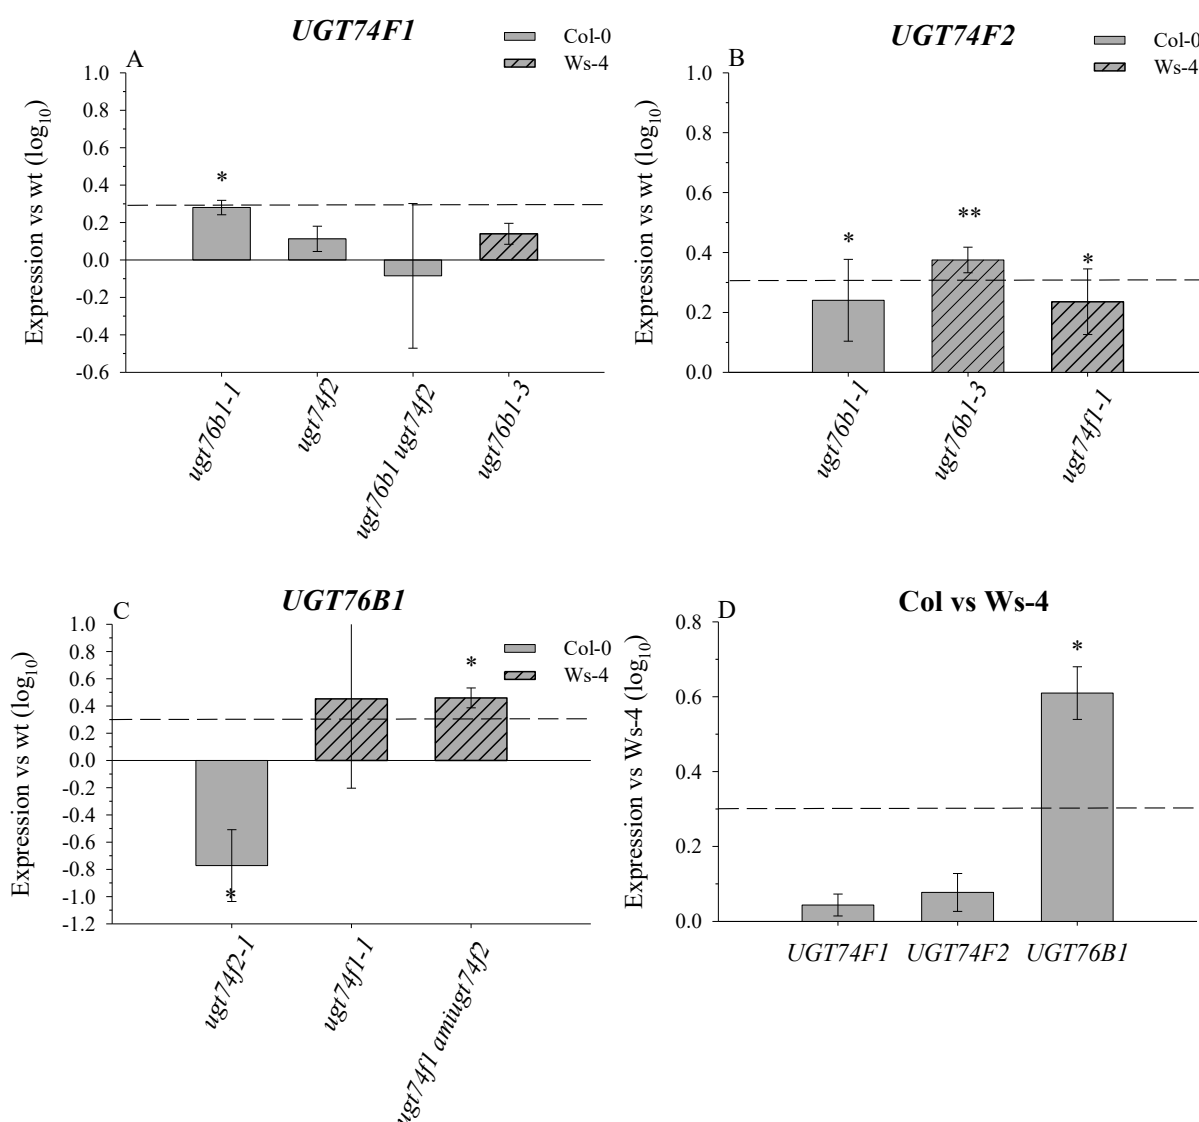 UGT74F1
Col-0
Ws-4
A
Expression vs wt (log10)
1.0
0.8
0.6
0.4
0.2
0.0
-0.2
-0.4
-0.6
*
ugt76b1-1
ugt74f2
ugt76b1 ugt74f2
ugt76b1-3
UGT74F2
Col-0
Ws-4
B
Expression vs wt (log10)
1.0
0.8
0.6
0.4
0.2
0.0
*
**
*
ugt76b1-1
ugt76b1-3
ugt74f1-1
UGT76B1
Col-0
Ws-4
C
Expression vs wt (log10)
1.0
0.8
0.6
0.4
0.2
0.0
-0.2
-0.4
-0.6
-0.8
-1.0
-1.2
*
*
ugt74f2-1
ugt74f1-1
ugt74f1 amiugt74f2
Col vs Ws-4
D
Expression vs Ws-4 (log10)
0.8
0.6
0.4
0.2
0.0
*
UGT74F1
UGT74F2
UGT76B1